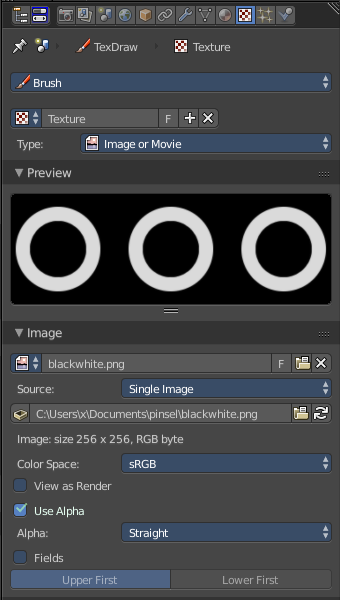 TexDraw Texture
Brush
Texture F
Type: Image or Movie
Preview
Image
blackwhite.png F
Source: Single Image
C:\Users\x\Documents\pinsel\blackwhite.png
Image: size 256 x 256, RGB byte
Color Space: sRGB
View as Render
Use Alpha
Alpha: Straight
Fields
Upper First Lower First